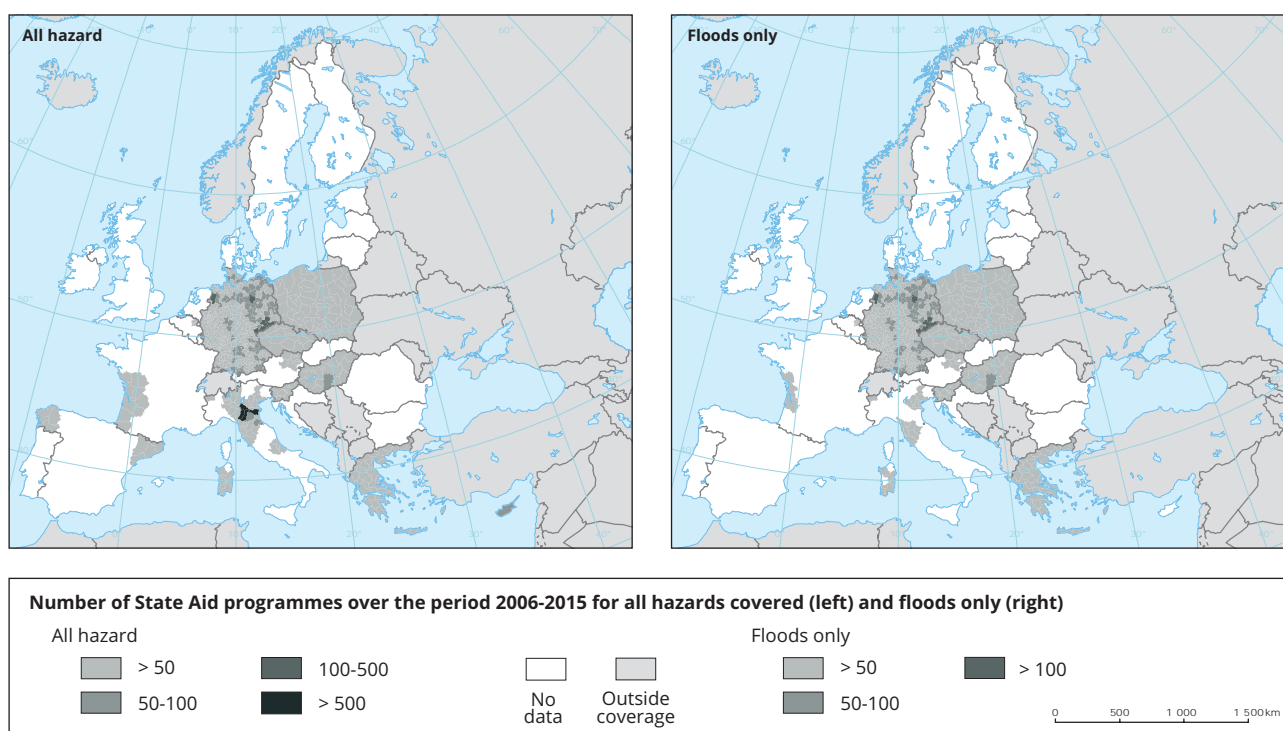 All hazard
Floods only
Number of State Aid programmes over the period 2006-2015 for all hazards covered (left) and floods only (right)
All hazard
> 50
50-100
100-500
> 500
No data
Outside coverage
Floods only
> 50
50-100
> 100
0 500 1 000 1 500 km